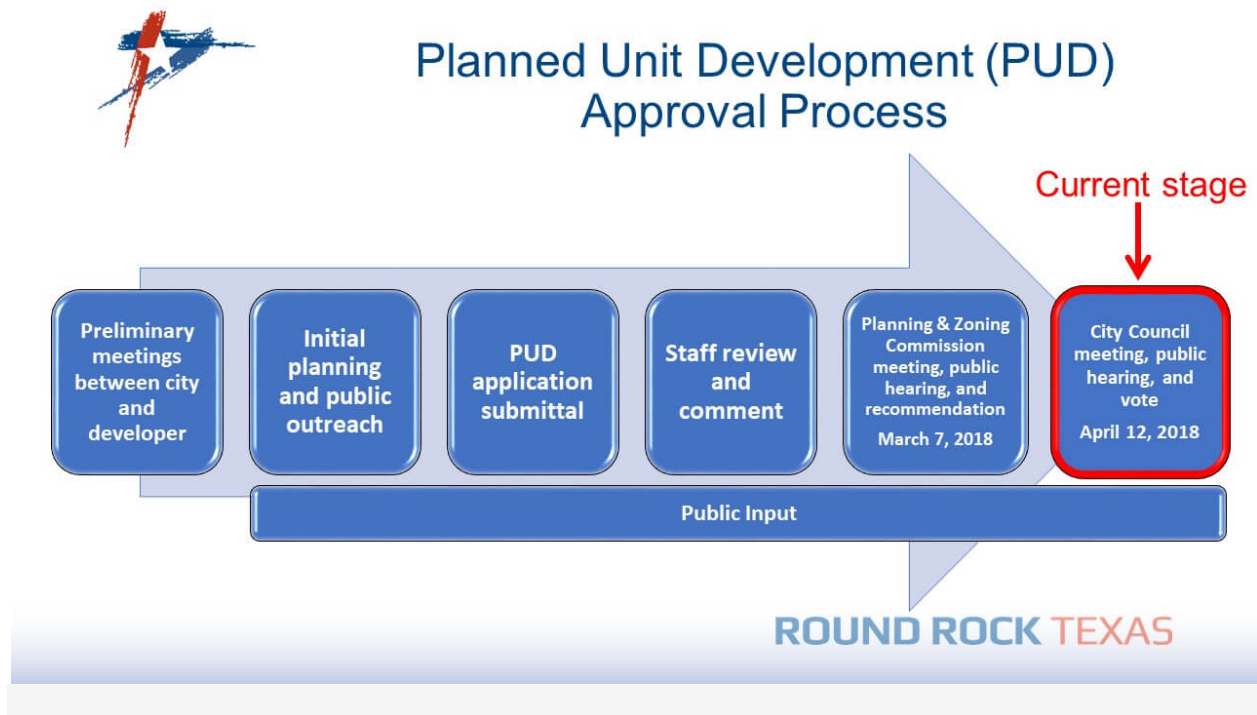 Planned Unit Development (PUD)
Approval Process
Current stage
Preliminary
meetings
between city
and
developer
Initial
planning
and public
outreach
PUD
application
submittal
Staff review
and
comment
Planning & Zoning
Commission
meeting, public
hearing, and
recommendation
March 7, 2018
City Council
meeting, public
hearing, and
vote
April 12, 2018
Public Input
ROUND ROCK TEXAS